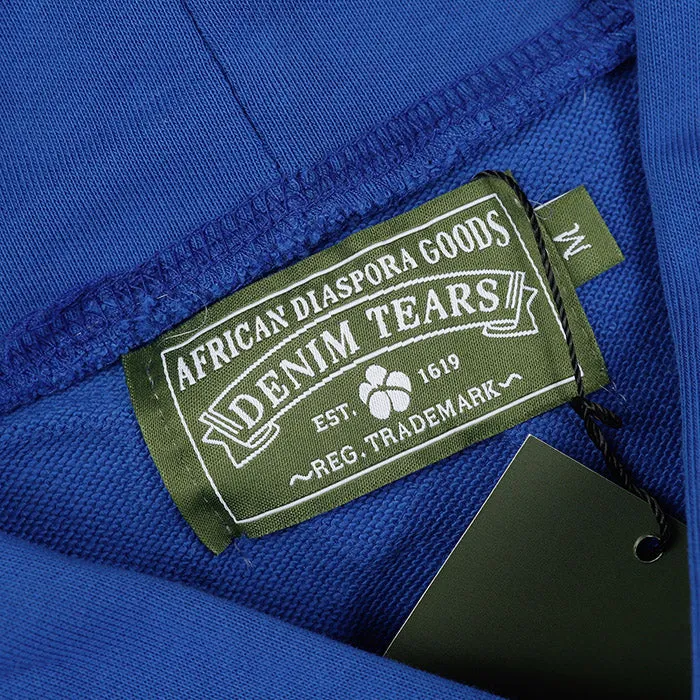 AFRICAN DIASPORA GOODS
DENIM TEARS
EST. 1619
~REG. TRADEMARK~
M